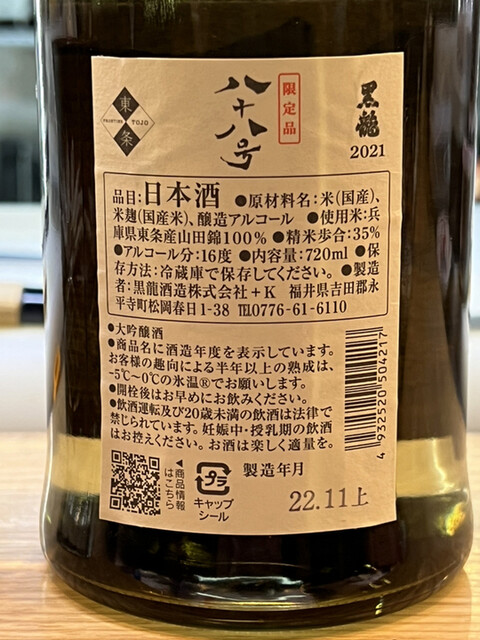 東条
FRONTIER TOJO
八十八号
限定品
黒龍
2021
品目:日本酒 ●原材料名:米(国産)、
米麹(国産米)、醸造アルコール ●使用米:兵
庫県東条産山田錦100% ●精米歩合:35%
●アルコール分:16度 ●内容量:720ml ●保
存方法:冷蔵庫で保存してください。 ●製造
者:黒龍酒造株式会社+K 福井県吉田郡永
平寺町松岡春日1-38 ℡0776-61-6110
●大吟醸酒
●商品名に酒造年度を表示しています。
お客様の趣向による半年以上の熟成は、
-5℃〜0℃の氷温®でお願いします。
●開栓後はお早めにお飲みください。
●飲酒運転及び20歳未満の飲酒は法律で
禁じられています。妊娠中・授乳期の飲酒
はお控えください。お酒は楽しく適量を。
4 932520 504217
◀商品情報
はこちら
プラ
キャップ
シール
製造年月
22.11上